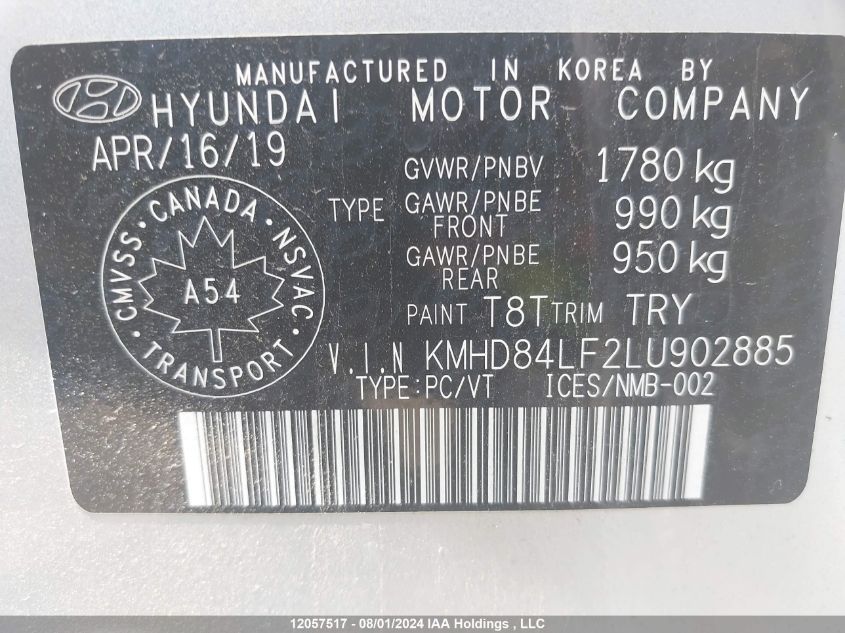 MANUFACTURED IN KOREA BY
HYUNDAI MOTOR COMPANY
APR/16/19
GVWR/PNBV 1780 kg
TYPE GAWR/PNBE FRONT 990 kg
GAWR/PNBE REAR 950 kg
PAINT T8T TRIM TRY
CMVSS · CANADA · NSVAC · TRANSPORT ·
A54
V.I.N KMHD84LF2LU902885
TYPE:PC/VT ICES/NMB-002
12057517 - 08/01/2024 IAA Holdings , LLC